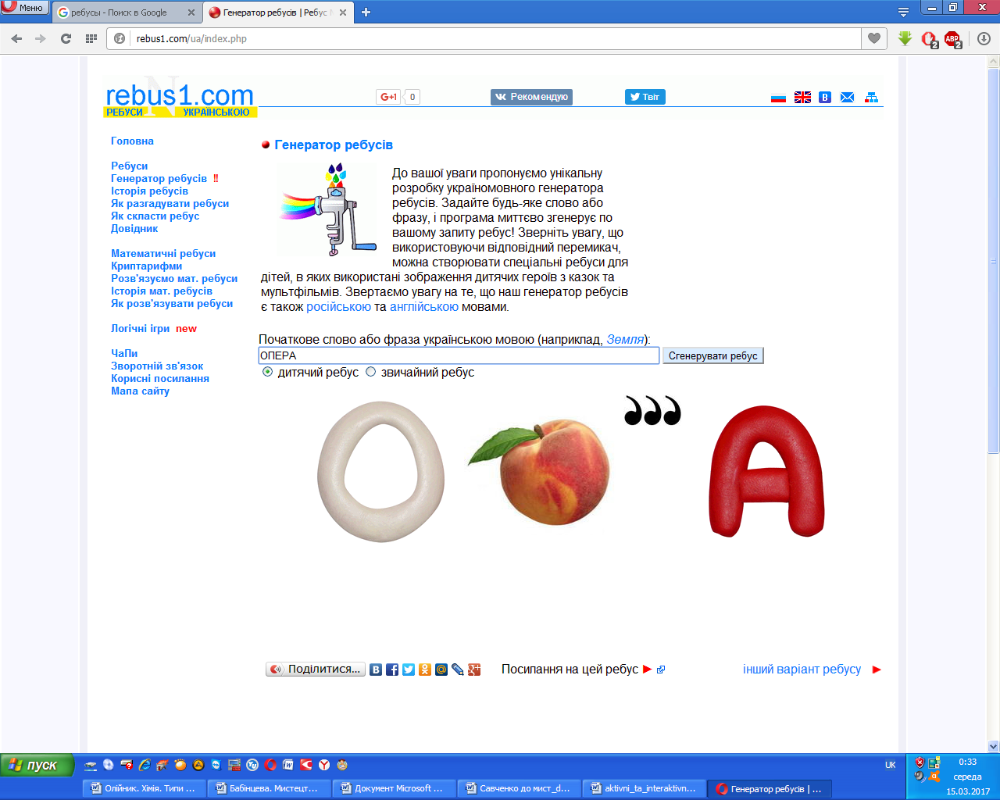 Меню
ребусы - Поиск в Google
Генератор ребусів | Ребус
rebus1.com/ua/index.php
2
ABP
2
N
rebus1.com
РЕБУСИ УКРАЇНСЬКОЮ
G+1
0
Рекомендую
Твіт
B
Головна
Ребуси
Генератор ребусів !!
Історія ребусів
Як разгадувати ребуси
Як скласти ребус
Довідник
Математичні ребуси
Криптарифми
Розв'язуємо мат. ребуси
Історія мат. ребусів
Як розв'язувати ребуси
Логічні ігри new
ЧаПи
Зворотній зв'язок
Корисні посилання
Мапа сайту
Генератор ребусів
До вашої уваги пропонуємо унікальну
розробку україномовного генератора
ребусів. Задайте будь-яке слово або
фразу, і програма миттєво згенерує по
вашому запиту ребус! Зверніть увагу, що
використовуючи відповідний перемикач,
можна створювати спеціальні ребуси для
дітей, в яких використані зображення дитячих героїв з казок та
мультфільмів. Звертаємо увагу на те, що наш генератор ребусів
є також російською та англійською мовами.
Початкове слово або фраза українською мовою (наприклад, Земля):
ОПЕРА
Сгенерувати ребус
дитячий ребус звичайний ребус
О ,,, А
Поділитися...
Посилання на цей ребус
інший варіант ребусу
пуск
UK
0:33
середа
15.03.2017
Олійник. Хімія. Типи ...
Бабінцева. Мистецт...
Документ Microsoft ...
Савченко до мист_d...
aktivni_ta_interaktivn...
Генератор ребусів | ...